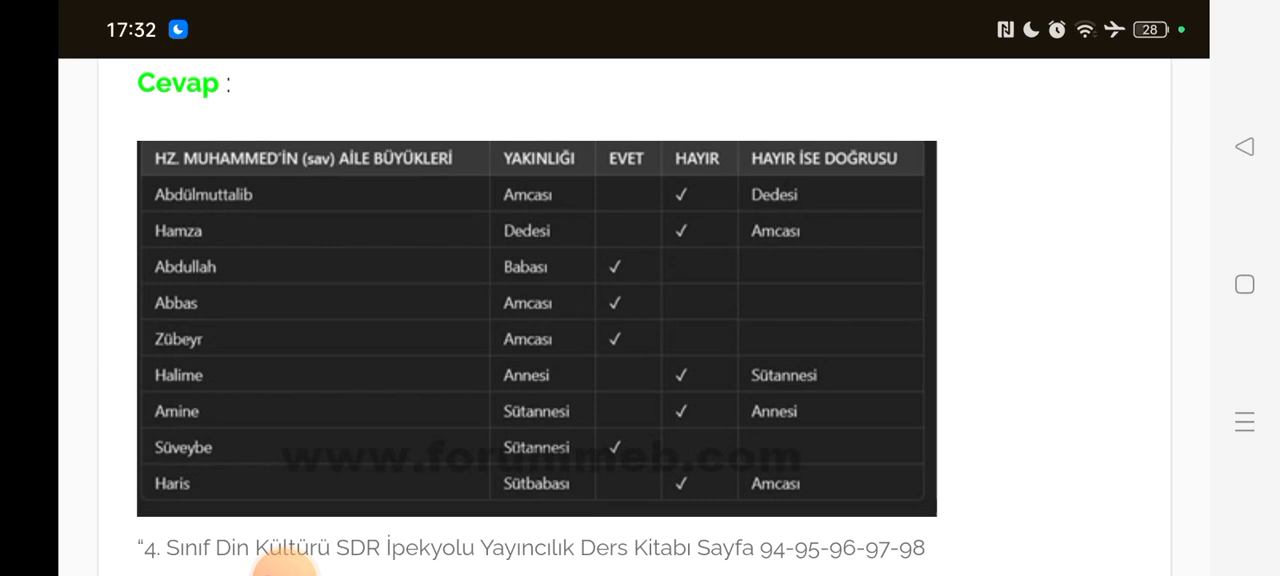 17:32
28
Cevap :
HZ. MUHAMMED'İN (sav) AİLE BÜYÜKLERİ YAKINLIĞI EVET HAYIR HAYIR İSE DOĞRUSU
Abdülmuttalib Amcası ✓ Dedesi
Hamza Dedesi ✓ Amcası
Abdullah Babası ✓
Abbas Amcası ✓
Zübeyr Amcası ✓
Halime Annesi ✓ Sütannesi
Amine Sütannesi ✓ Annesi
Süveybe Sütannesi ✓
www.forummeb.com
Haris Sütbabası ✓ Amcası
“4. Sınıf Din Kültürü SDR İpekyolu Yayıncılık Ders Kitabı Sayfa 94-95-96-97-98